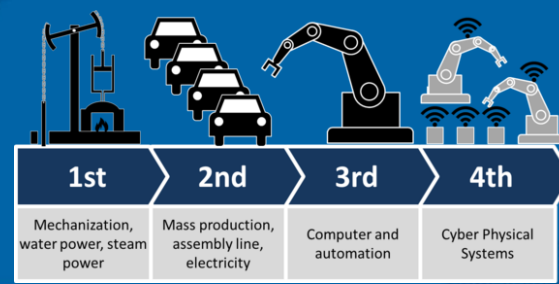 1st
2nd
3rd
4th
Mechanization,
water power, steam
power
Mass production,
assembly line,
electricity
Computer and
automation
Cyber Physical
Systems